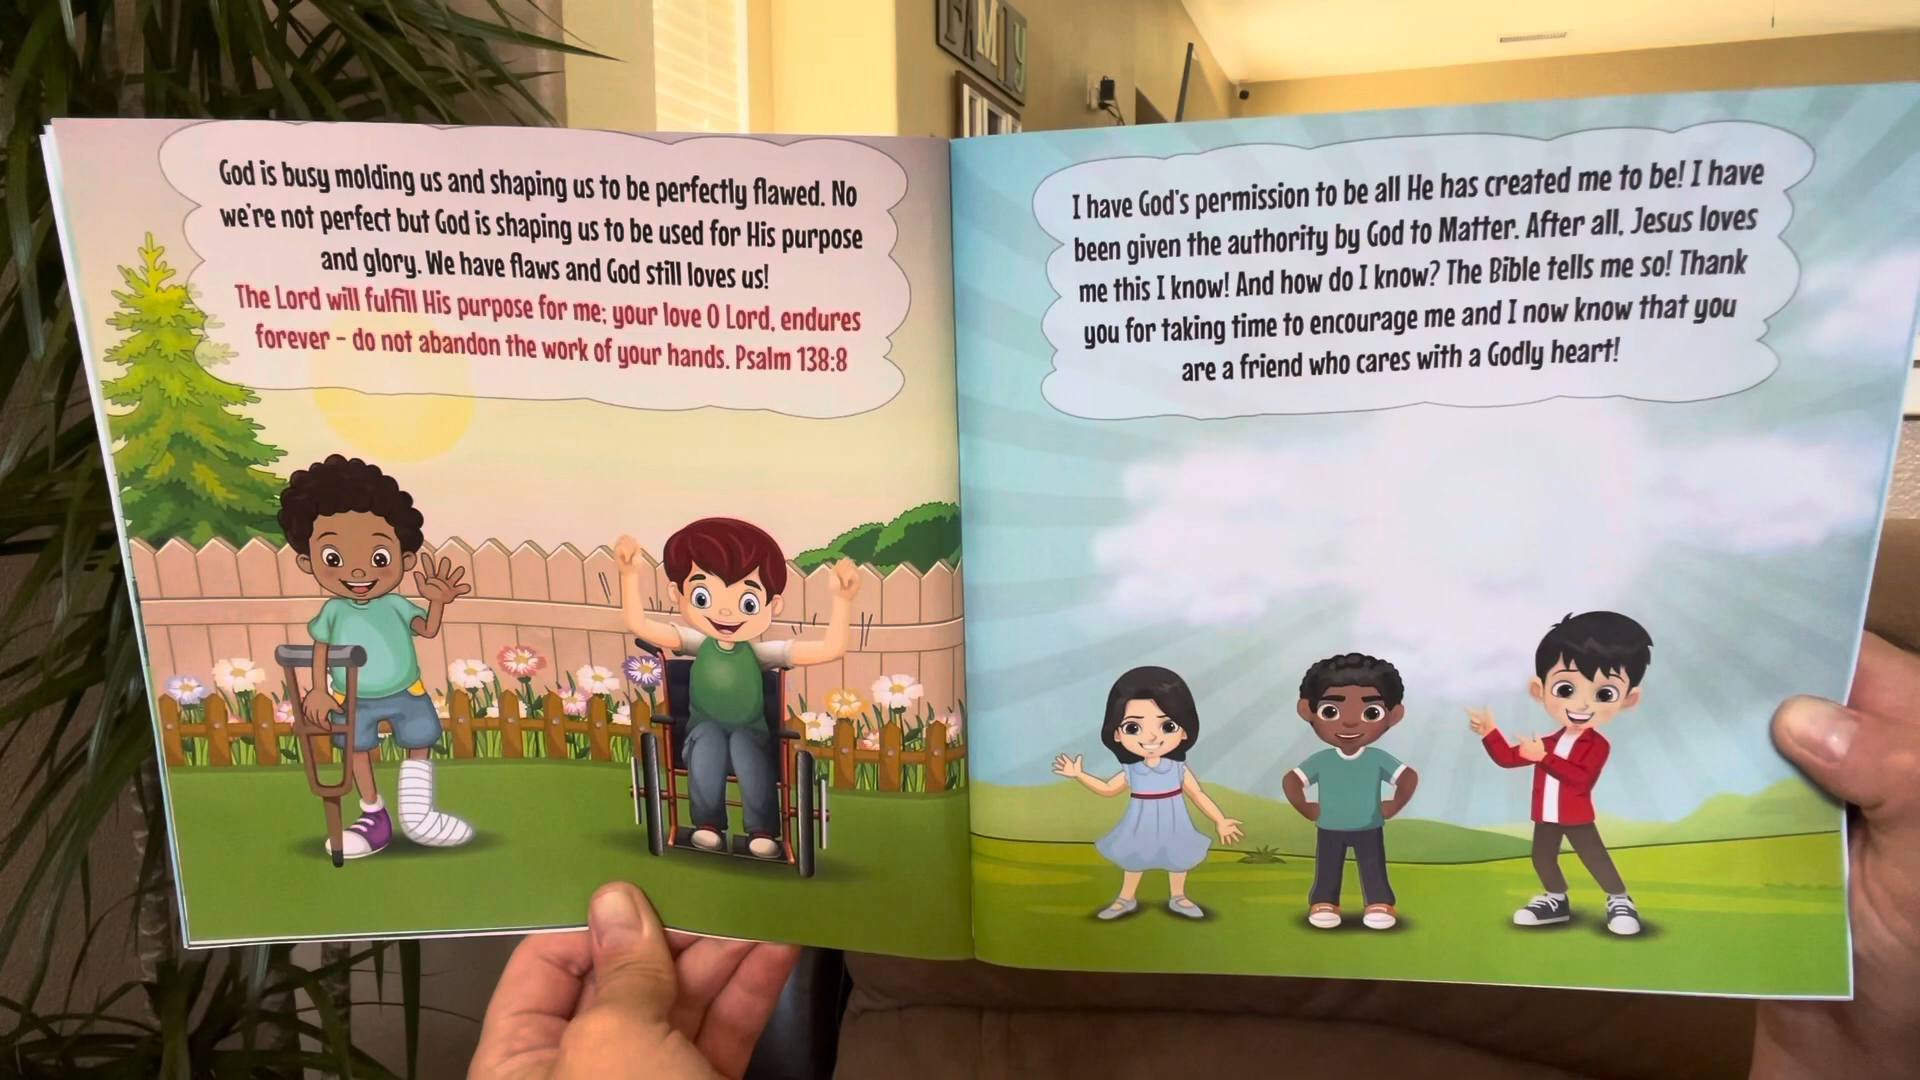 FAMILY
God is busy molding us and shaping us to be perfectly flawed. No
we're not perfect but God is shaping us to be used for His purpose
and glory. We have flaws and God still loves us!
The Lord will fulfill His purpose for me; your love O Lord, endures
forever - do not abandon the work of your hands. Psalm 138:8
I have God's permission to be all He has created me to be! I have
been given the authority by God to Matter. After all, Jesus loves
me this I know! And how do I know? The Bible tells me so! Thank
you for taking time to encourage me and I now know that you
are a friend who cares with a Godly heart!